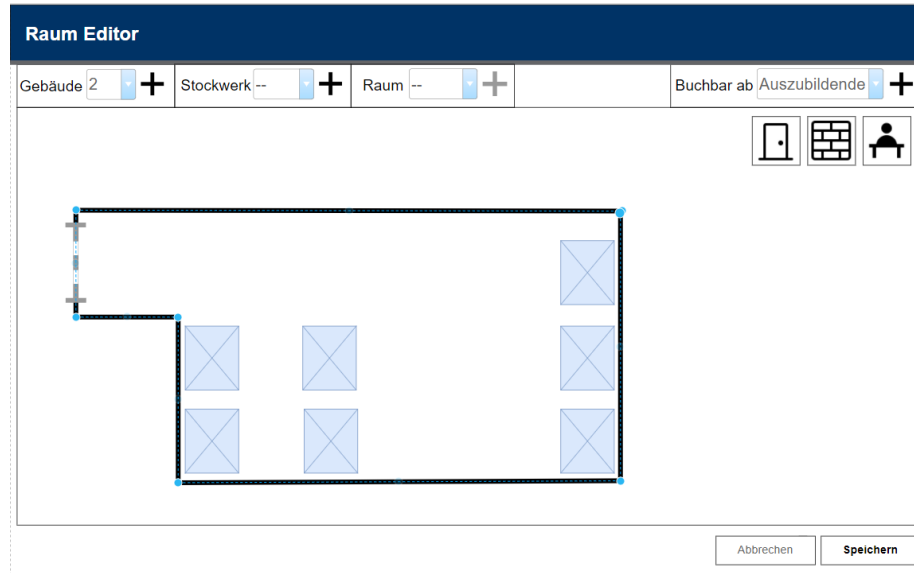 Raum Editor
Gebäude 2 Stockwerk -- Raum -- Buchbar ab Auszubildende
Abbrechen Speichern